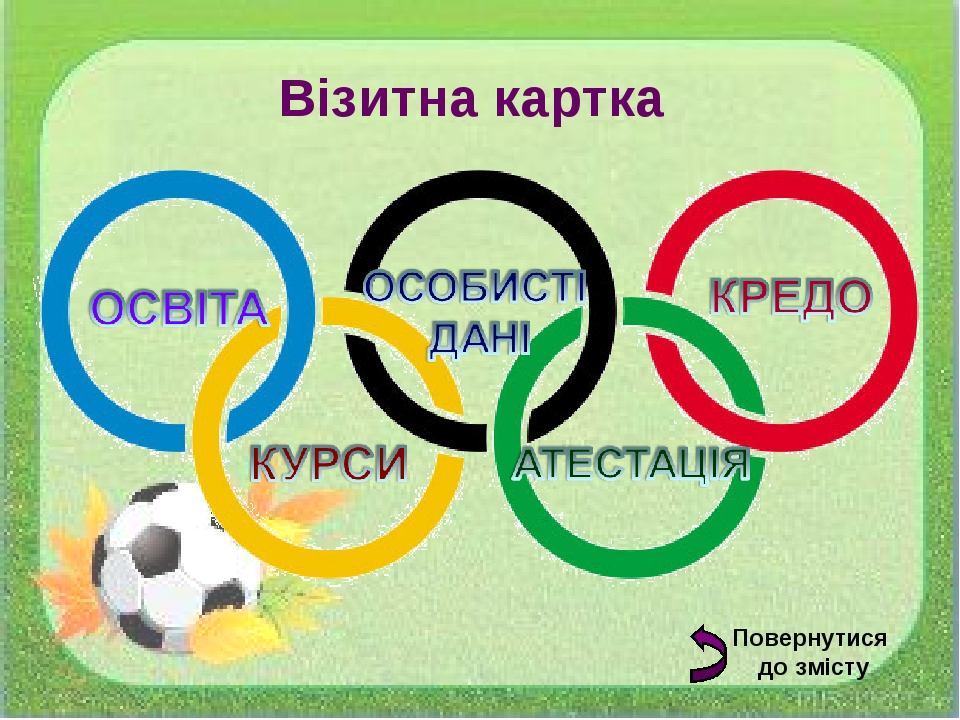 Візитна картка
ОСВІТА
ОСОБИСТІ
ДАНІ
КРЕДО
КУРСИ
АТЕСТАЦІЯ
Повернутися
до змісту